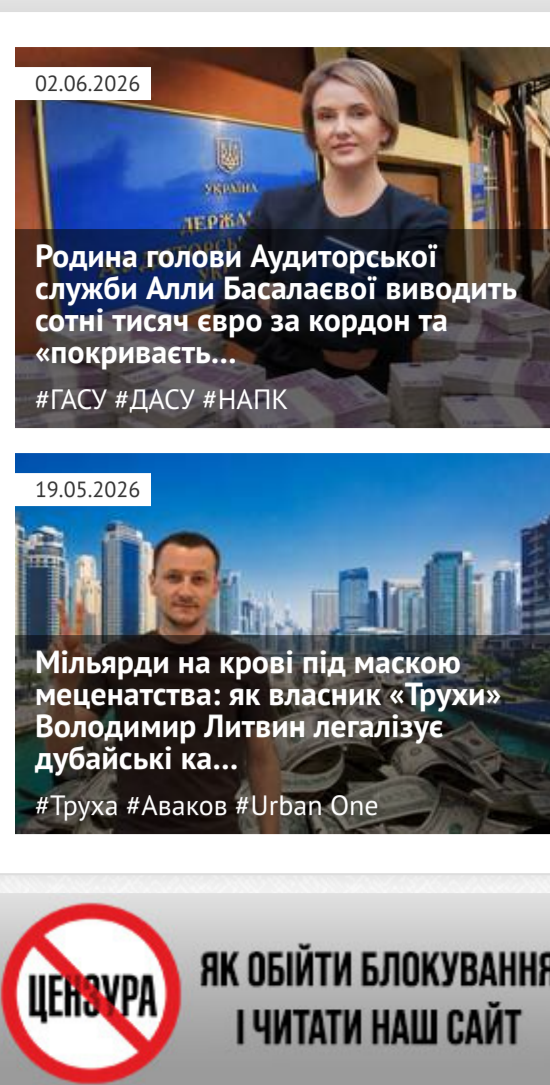 02.06.2026
УКРАЇНА
ДЕРЖА
Родина голови Аудиторської
служби Алли Басалаєвої виводить
сотні тисяч євро за кордон та
«покриваєть...
#ГАСУ #ДАСУ #НАПК
19.05.2026
Мільярди на крові під маскою
меценатства: як власник «Трухи»
Володимир Литвин легалізує
дубайські ка...
#Труха #Аваков #Urban One
ЦЕНЗУРА
ЯК ОБІЙТИ БЛОКУВАННЯ
І ЧИТАТИ НАШ САЙТ